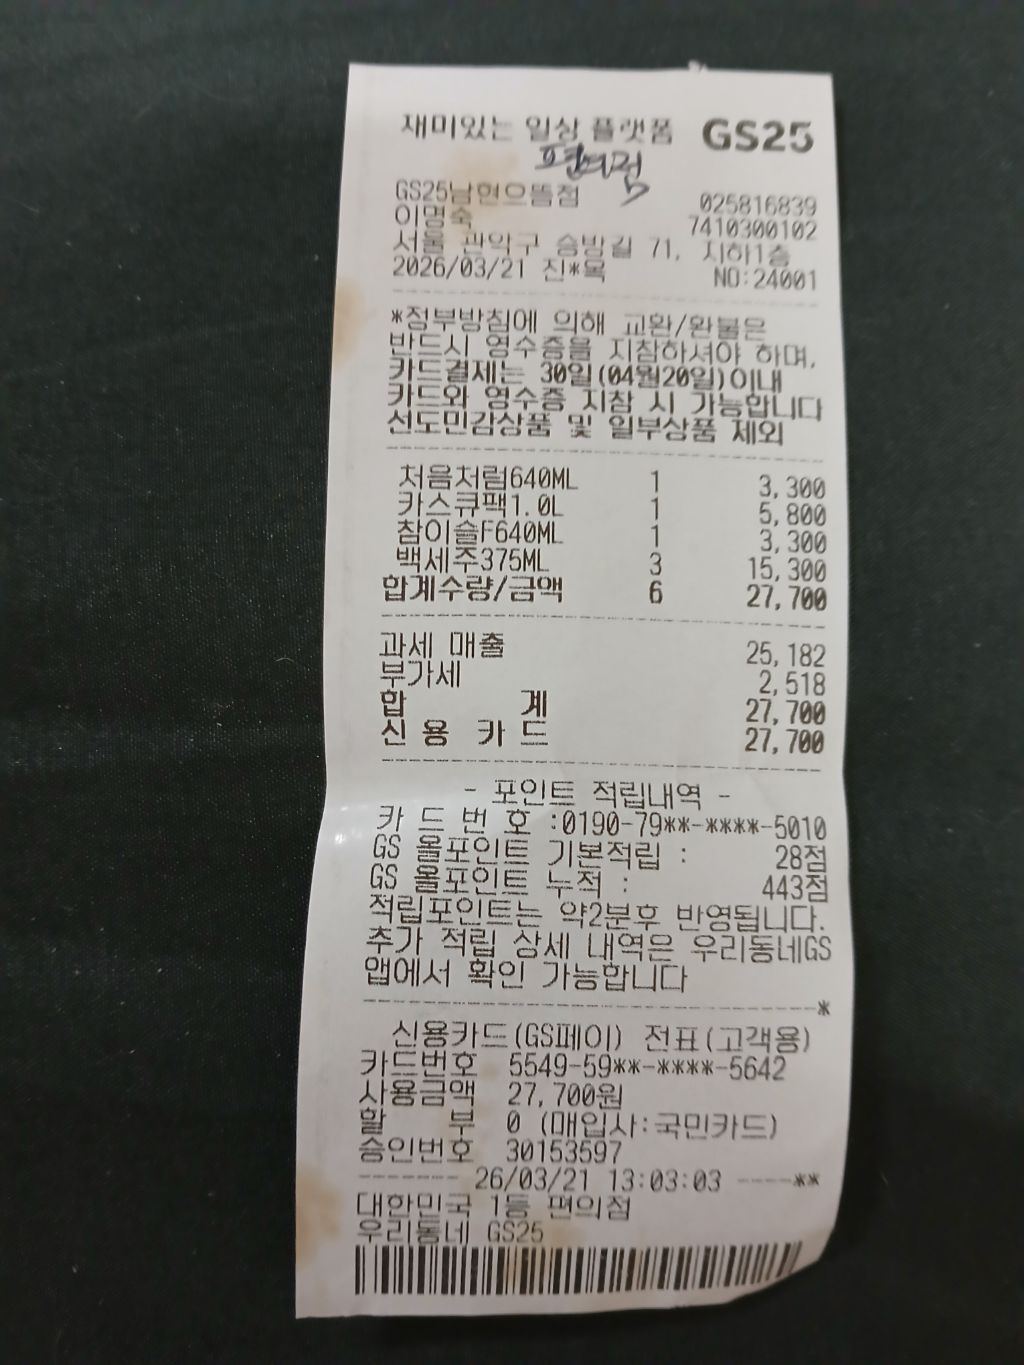 재미있는 일상 플랫폼 GS25
편의점
GS25남현으뜸점 025816839
이명숙 7410300102
서울 관악구 승방길 71, 지하1층
2026/03/21 진*옥 NO:24001
*정부방침에 의해 교환/환불은
반드시 영수증을 지참하셔야 하며,
카드결제는 30일(04월20일)이내
카드와 영수증 지참 시 가능합니다
선도민감상품 및 일부상품 제외
처음처럼640ML 1 3,300
카스큐팩1.0L 1 5,800
참이슬F640ML 1 3,300
백세주375ML 3 15,300
합계수량/금액 6 27,700
과세 매출 25,182
부가세 2,518
합 계 27,700
신 용 카 드 27,700
- 포인트 적립내역 -
카 드 번 호 :0190-79**-****-5010
GS 올포인트 기본적립 : 28점
GS 올포인트 누적 : 443점
적립포인트는 약2분후 반영됩니다.
추가 적립 상세 내역은 우리동네GS
앱에서 확인 가능합니다
*
신용카드(GS페이) 전표(고객용)
카드번호 5549-59**-****-5642
사용금액 27,700원
할 부 0 (매입사:국민카드)
승인번호 30153597
------ 26/03/21 13:03:03 ----**
대한민국 1등 편의점
우리동네 GS25